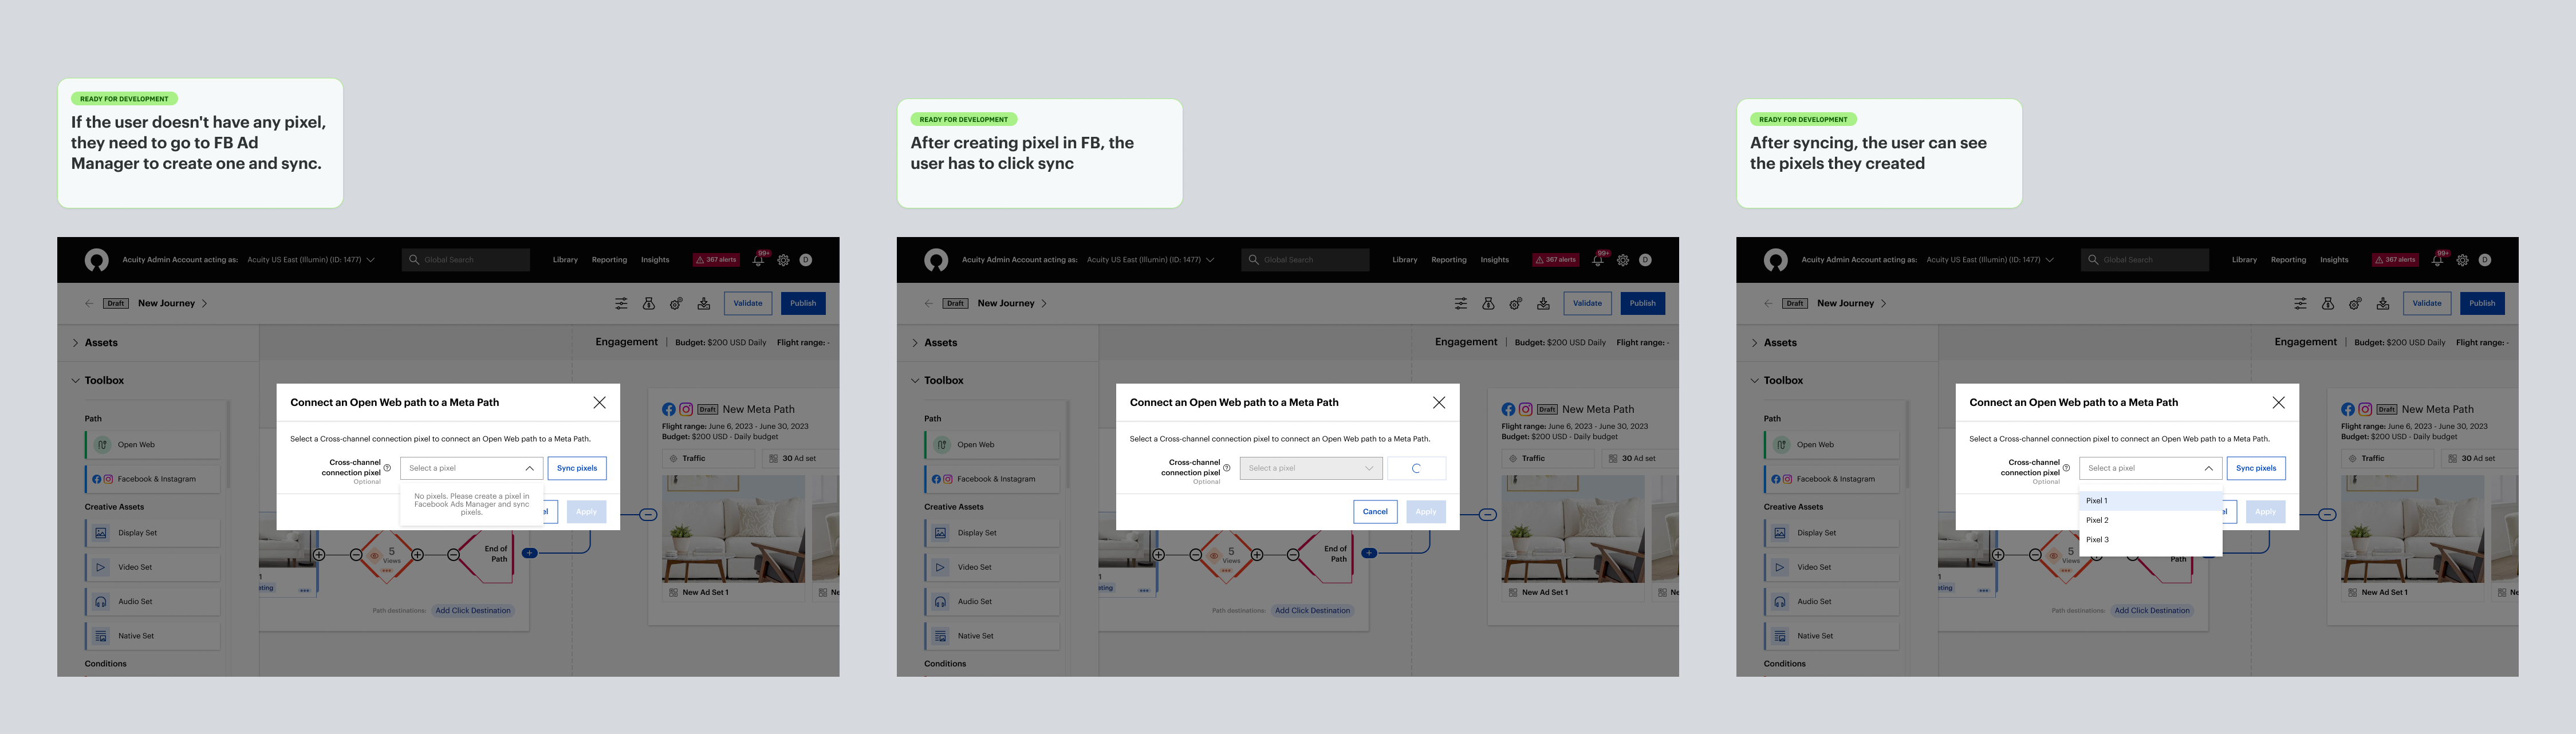 READY FOR DEVELOPMENT
If the user doesn't have any pixel,
they need to go to FB Ad
Manager to create one and sync.
READY FOR DEVELOPMENT
After creating pixel in FB, the
user has to click sync
READY FOR DEVELOPMENT
After syncing, the user can see
the pixels they created
Acuity Admin Account acting as: Acuity US East (Illumin) (ID: 1477)
Global Search
Library Reporting Insights
367 alerts
99+
D
Draft New Journey
Validate Publish
Assets
Engagement Budget: $200 USD Daily Flight range: -
Toolbox
Path
Open Web
Facebook & Instagram
Creative Assets
Display Set
Video Set
Audio Set
Native Set
Conditions
Connect an Open Web path to a Meta Path
Select a Cross-channel connection pixel to connect an Open Web path to a Meta Path.
Cross-channel
connection pixel
Optional
Select a pixel
Sync pixels
No pixels. Please create a pixel in
Facebook Ads Manager and sync
pixels.
el
Apply
Draft New Meta Path
Flight range: June 6, 2023 - June 30, 2023
Budget: $200 USD - Daily budget
Traffic
30 Ad set
New Ad Set 1
Ne
5
Views
End of
Path
1
eting
Path destinations: Add Click Destination
Acuity Admin Account acting as: Acuity US East (Illumin) (ID: 1477)
Global Search
Library Reporting Insights
367 alerts
99+
D
Draft New Journey
Validate Publish
Assets
Engagement Budget: $200 USD Daily Flight range: -
Toolbox
Path
Open Web
Facebook & Instagram
Creative Assets
Display Set
Video Set
Audio Set
Native Set
Conditions
Connect an Open Web path to a Meta Path
Select a Cross-channel connection pixel to connect an Open Web path to a Meta Path.
Cross-channel
connection pixel
Optional
Select a pixel
Cancel
Apply
Draft New Meta Path
Flight range: June 6, 2023 - June 30, 2023
Budget: $200 USD - Daily budget
Traffic
30 Ad set
New Ad Set 1
Ne
5
Views
End of
Path
1
eting
Path destinations: Add Click Destination
Acuity Admin Account acting as: Acuity US East (Illumin) (ID: 1477)
Global Search
Library Reporting Insights
367 alerts
99+
D
Draft New Journey
Validate Publish
Assets
Engagement Budget: $200 USD Daily Flight range: -
Toolbox
Path
Open Web
Facebook & Instagram
Creative Assets
Display Set
Video Set
Audio Set
Native Set
Conditions
Connect an Open Web path to a Meta Path
Select a Cross-channel connection pixel to connect an Open Web path to a Meta Path.
Cross-channel
connection pixel
Optional
Select a pixel
Sync pixels
Pixel 1
Pixel 2
Pixel 3
el
Apply
Draft New Meta Path
Flight range: June 6, 2023 - June 30, 2023
Budget: $200 USD - Daily budget
Traffic
30 Ad set
New Ad Set 1
Ne
5
Views
Path
1
eting
Path destinations: Add Click Destination